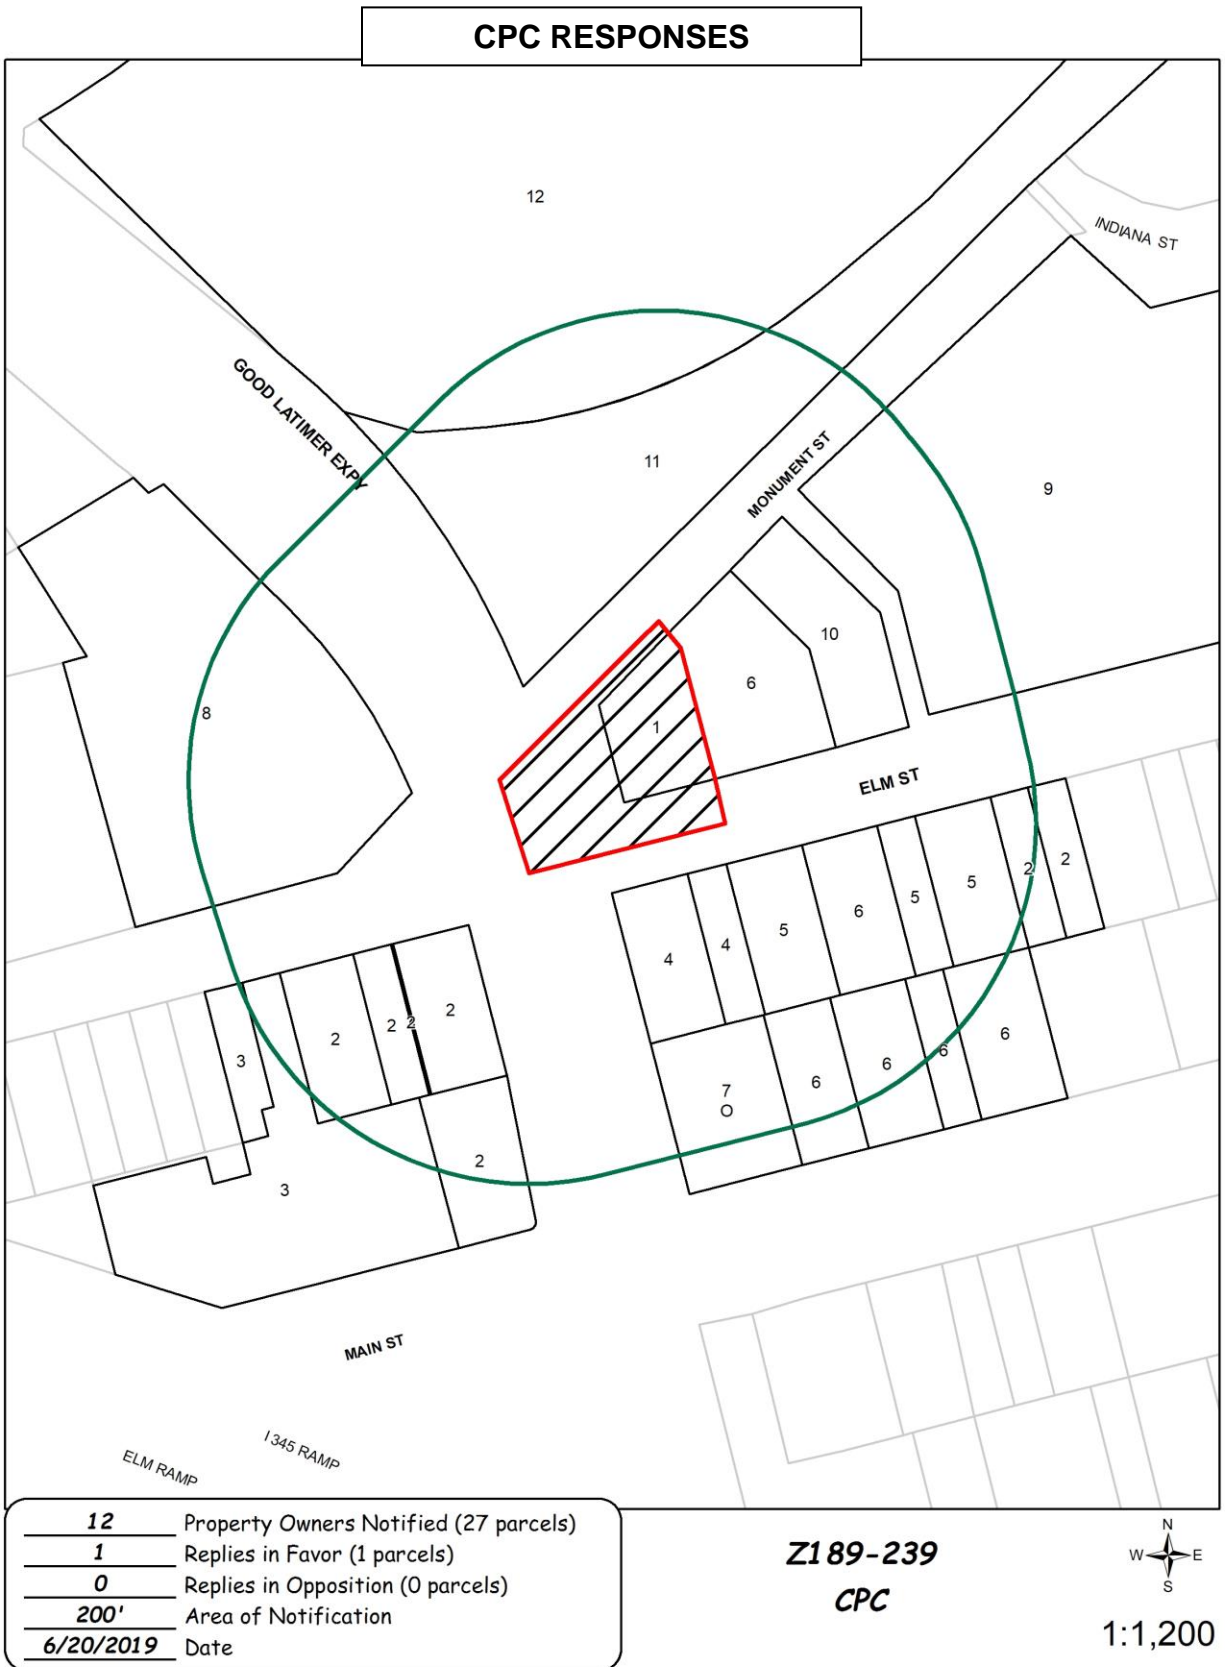 CPC RESPONSES
12
INDIANA ST
GOOD LATIMER EXPY
11
MONUMENT ST
9
10
6
8
1
ELM ST
2
2
5
5
6
5
4
4
2
2
2
2
3
6
6
6
6
7
O
2
3
MAIN ST
I 345 RAMP
ELM RAMP
12 Property Owners Notified (27 parcels)
1 Replies in Favor (1 parcels)
0 Replies in Opposition (0 parcels)
200' Area of Notification
6/20/2019 Date
Z189-239
CPC
N
W E
S
1:1,200